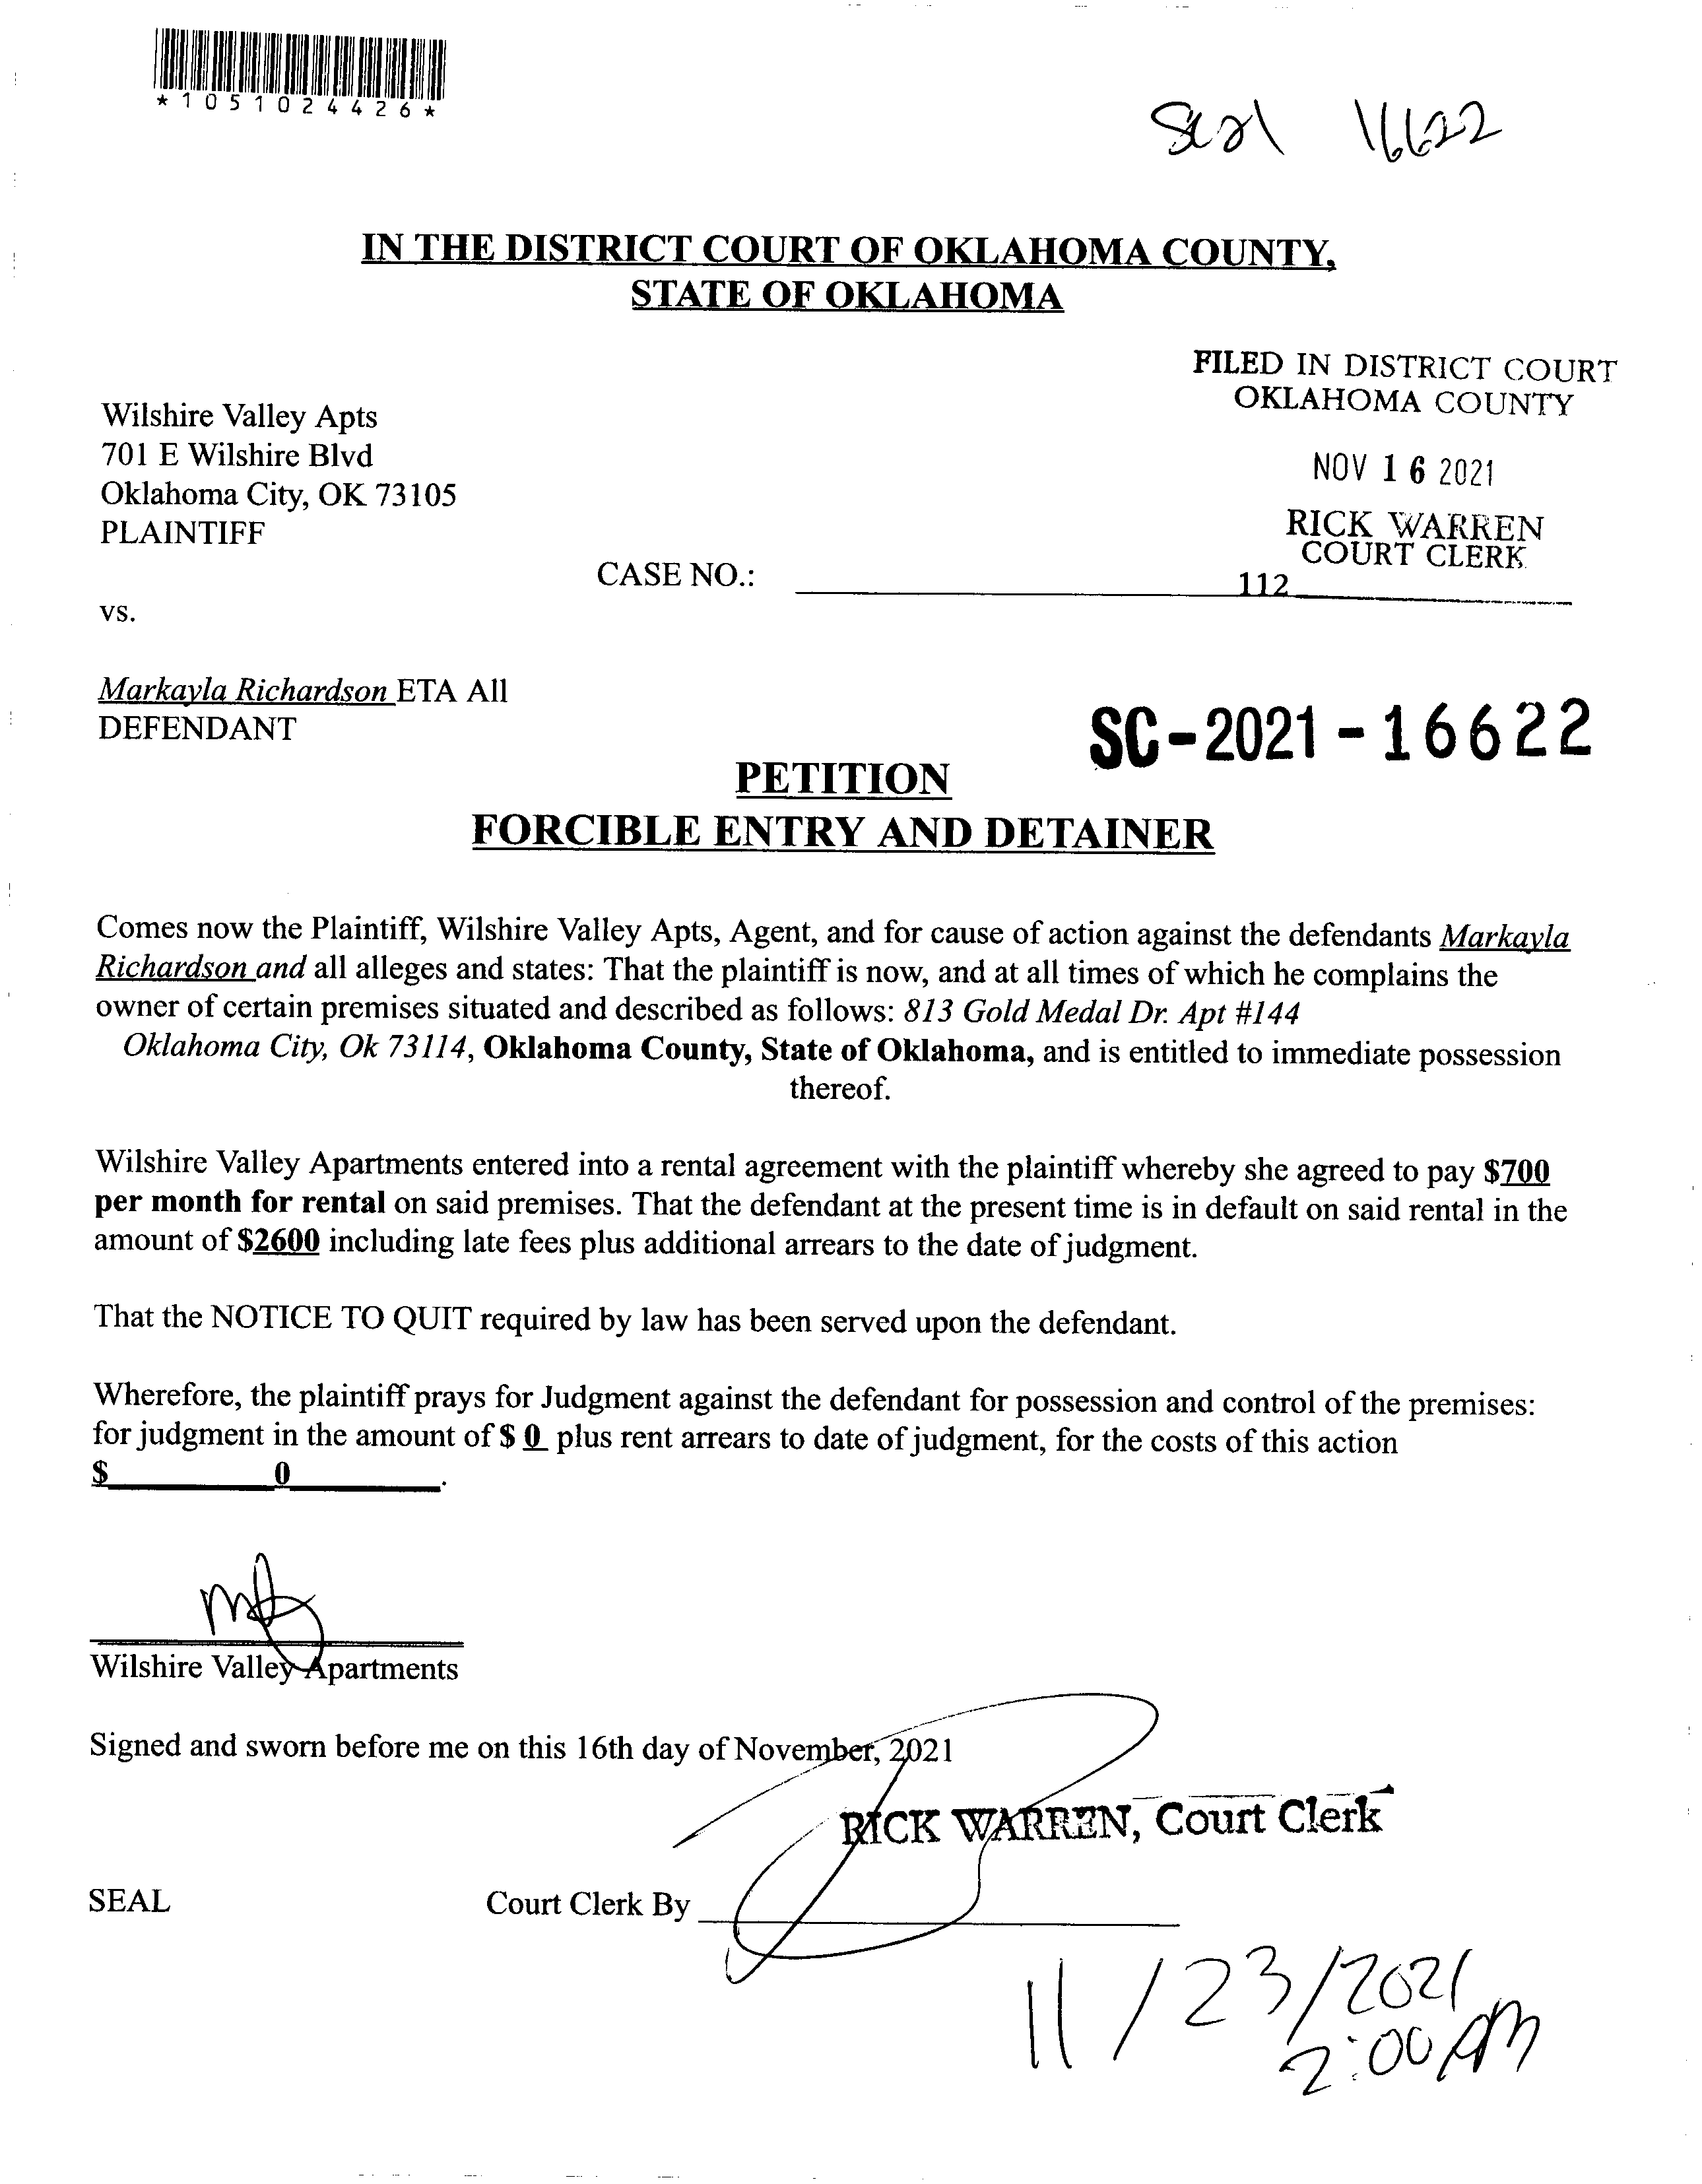 *1051024426*
Sc21 16622
IN THE DISTRICT COURT OF OKLAHOMA COUNTY,
STATE OF OKLAHOMA
FILED IN DISTRICT COURT
OKLAHOMA COUNTY
Wilshire Valley Apts
701 E Wilshire Blvd
Oklahoma City, OK 73105
PLAINTIFF
NOV 16 2021
RICK WARREN
COURT CLERK
CASE NO.:
112
vs.
Markayla Richardson ETA All
DEFENDANT
SC-2021-16622
PETITION
FORCIBLE ENTRY AND DETAINER
Comes now the Plaintiff, Wilshire Valley Apts, Agent, and for cause of action against the defendants Markayla
Richardson and all alleges and states: That the plaintiff is now, and at all times of which he complains the
owner of certain premises situated and described as follows: 813 Gold Medal Dr. Apt #144
Oklahoma City, Ok 73114, Oklahoma County, State of Oklahoma, and is entitled to immediate possession
thereof.
Wilshire Valley Apartments entered into a rental agreement with the plaintiff whereby she agreed to pay $700
per month for rental on said premises. That the defendant at the present time is in default on said rental in the
amount of $2600 including late fees plus additional arrears to the date of judgment.
That the NOTICE TO QUIT required by law has been served upon the defendant.
Wherefore, the plaintiff prays for Judgment against the defendant for possession and control of the premises:
for judgment in the amount of $ 0 plus rent arrears to date of judgment, for the costs of this action
$ 0 .
Wilshire Valley Apartments
Signed and sworn before me on this 16th day of November, 2021
RICK WARREN, Court Clerk
SEAL
Court Clerk By
11/23/2021
2:00 PM